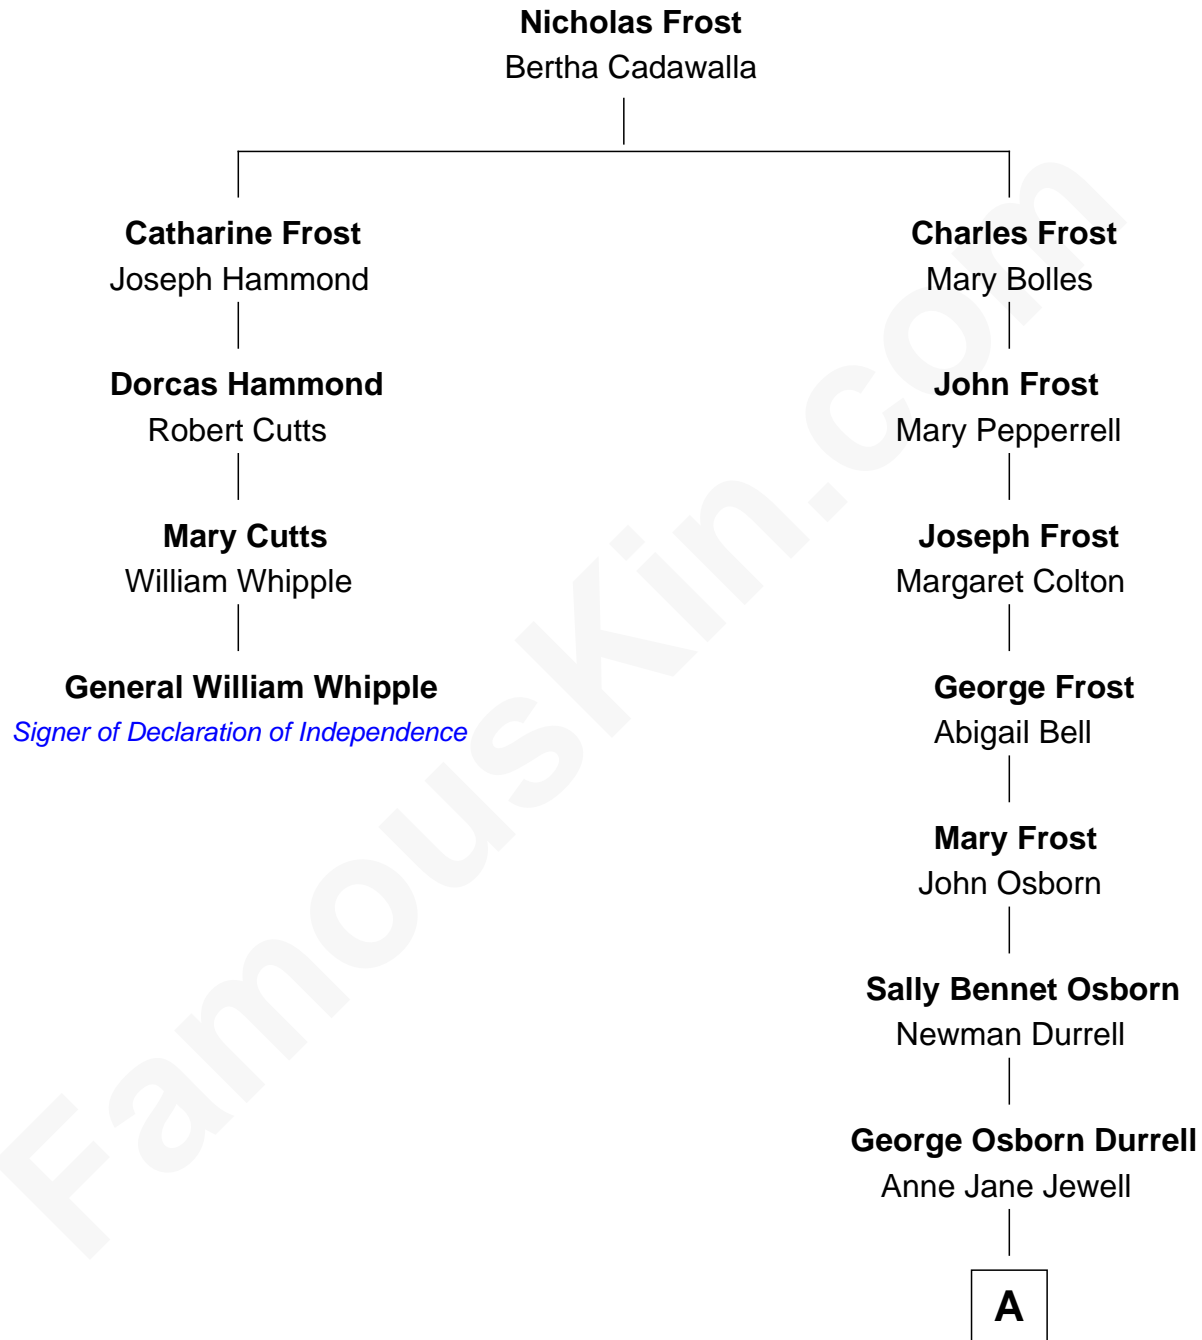 Nicholas Frost
Bertha Cadawalla
Catharine Frost
Joseph Hammond
Charles Frost
Mary Bolles
Dorcas Hammond
Robert Cutts
John Frost
Mary Pepperrell
Mary Cutts
William Whipple
Joseph Frost
Margaret Colton
General William Whipple
Signer of Declaration of Independence
George Frost
Abigail Bell
Mary Frost
John Osborn
Sally Bennet Osborn
Newman Durrell
George Osborn Durrell
Anne Jane Jewell
A
FamousKin.com